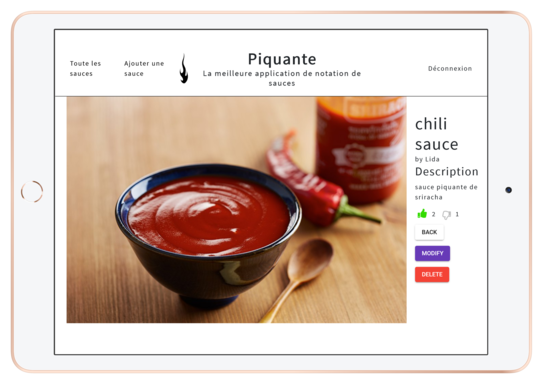 Toute les
sauces
Ajouter une
sauce
Piquante
La meilleure application de notation de
sauces
Déconnexion
SRIRACHA
chili
sauce
by Lida
Description
sauce piquante de
sriracha
2
1
BACK
MODIFY
DELETE